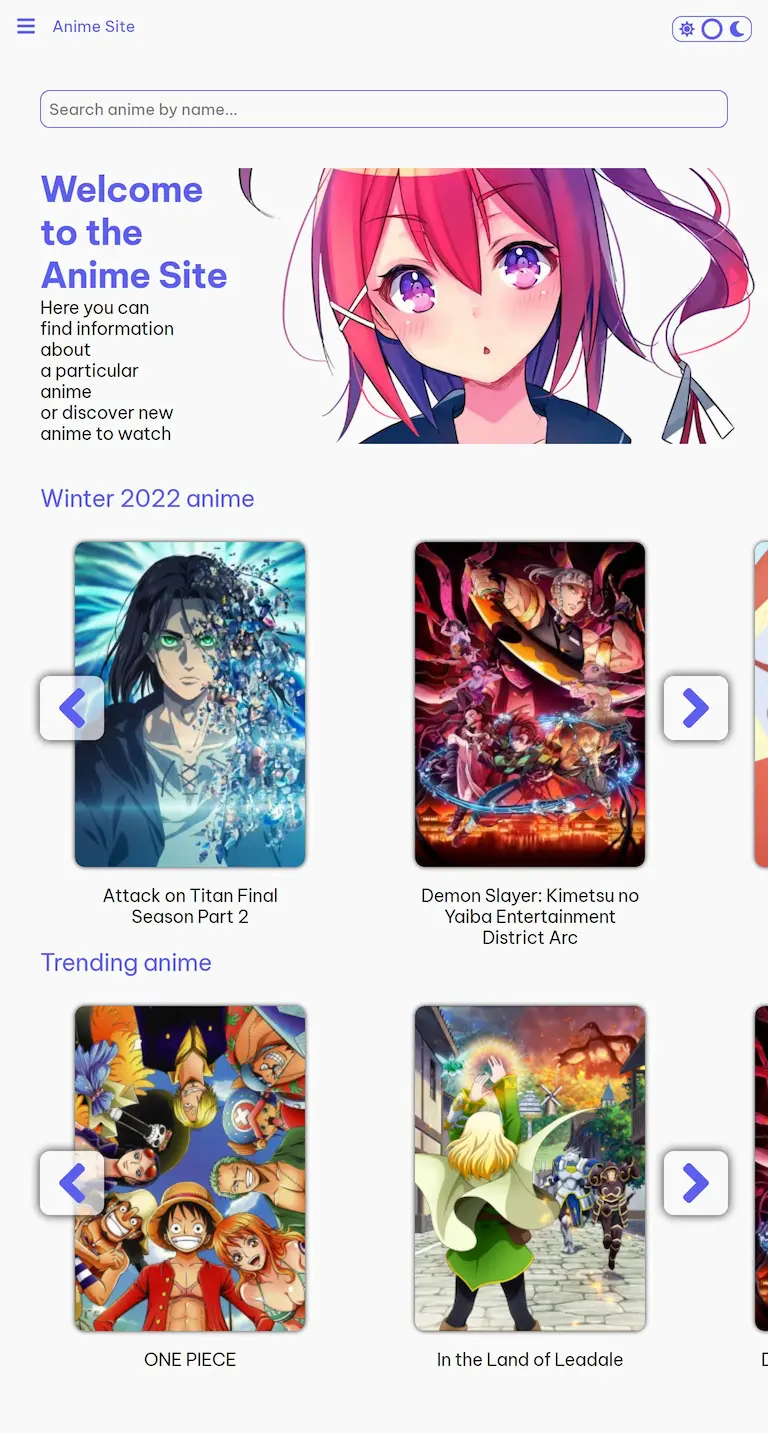 Anime Site
Search anime by name...
Welcome
to the
Anime Site
Here you can
find information
about
a particular
anime
or discover new
anime to watch
Winter 2022 anime
Attack on Titan Final
Season Part 2
Demon Slayer: Kimetsu no
Yaiba Entertainment
District Arc
Trending anime
ONE PIECE
In the Land of Leadale